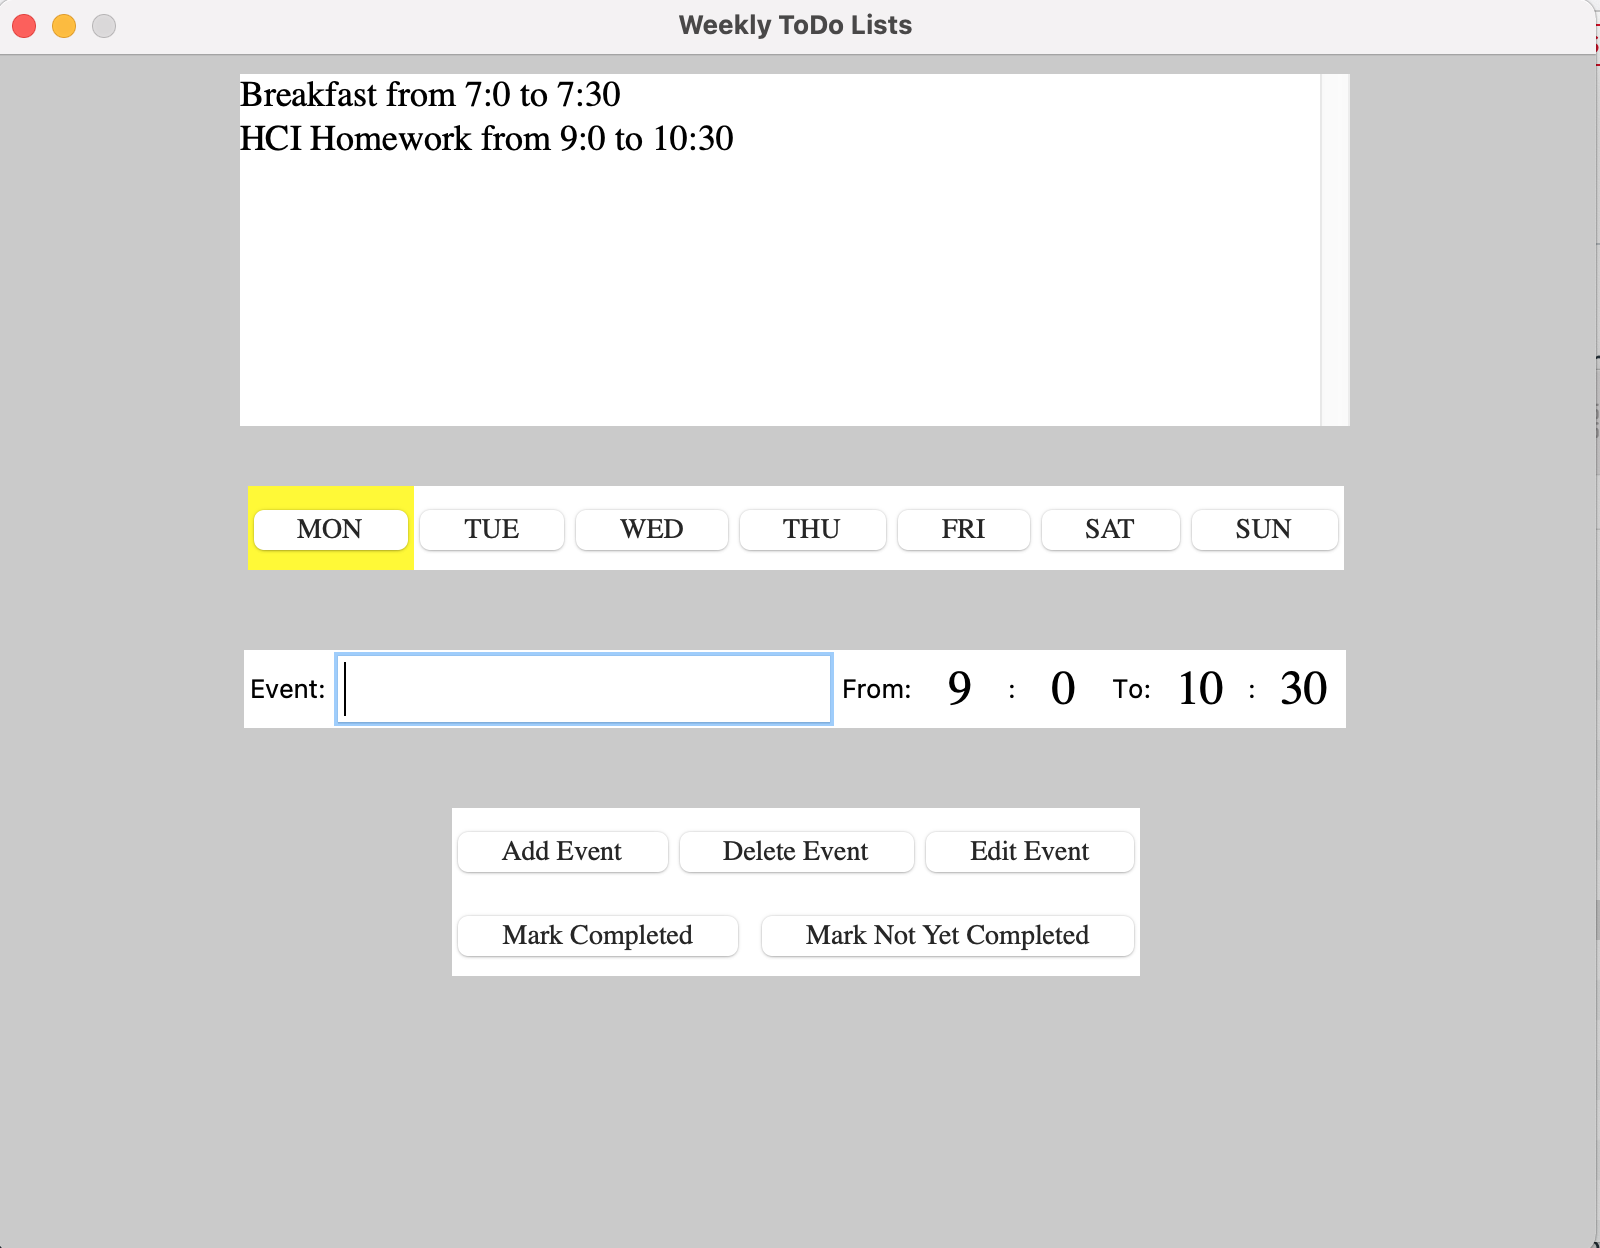 Weekly ToDo Lists
Breakfast from 7:0 to 7:30
HCI Homework from 9:0 to 10:30
MON TUE WED THU FRI SAT SUN
Event: From: 9 : 0 To: 10 : 30
Add Event Delete Event Edit Event
Mark Completed Mark Not Yet Completed